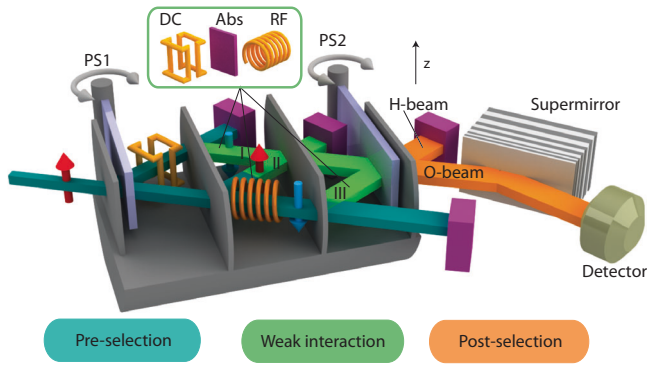 DC Abs RF
PS1
PS2
z
H-beam
Supermirror
I
II
O-beam
III
Detector
Pre-selection
Weak interaction
Post-selection